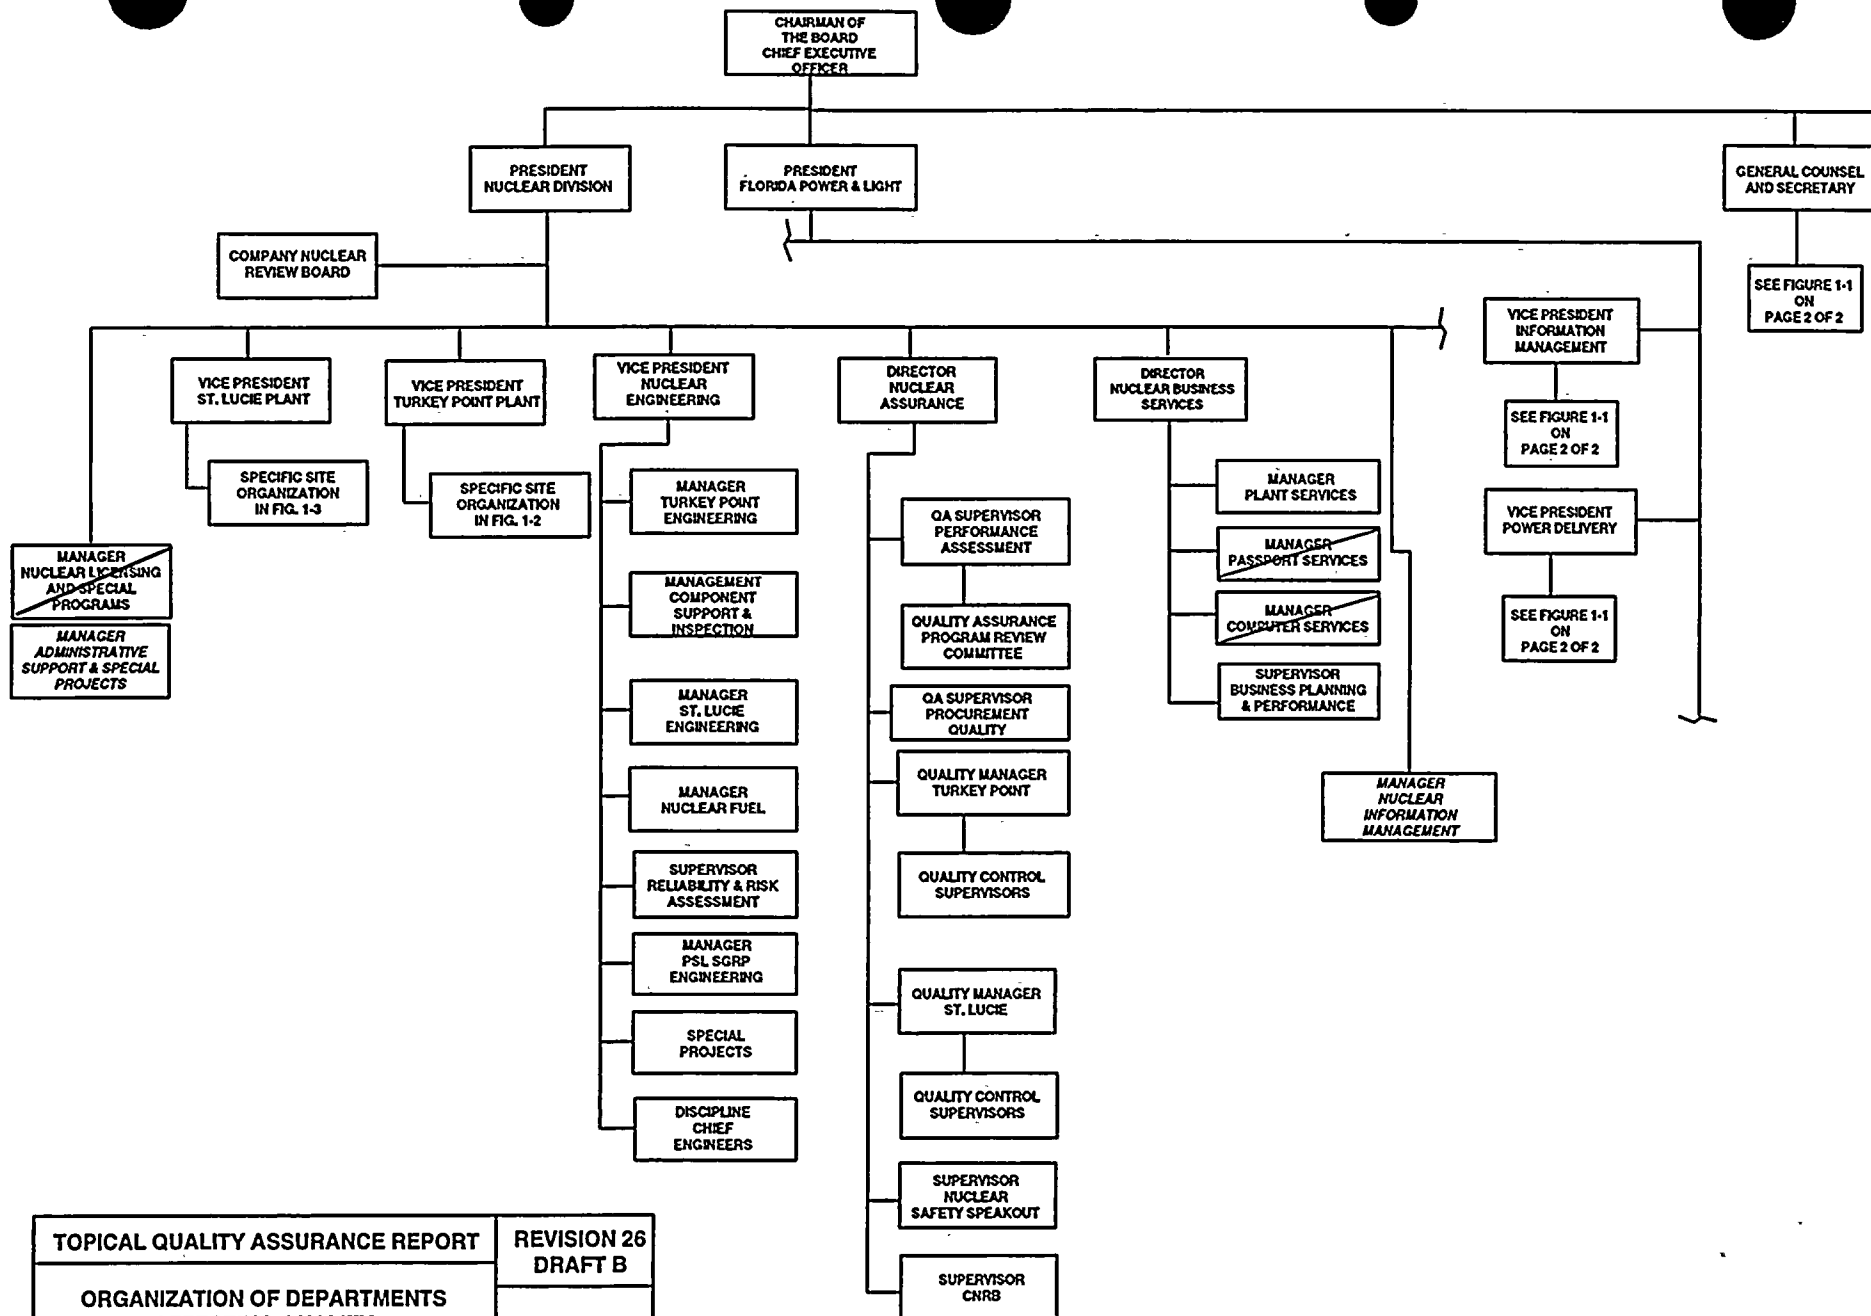 CHAIRMAN OF
THE BOARD
CHIEF EXECUTIVE
OFFICER
PRESIDENT
NUCLEAR DIVISION
PRESIDENT
FLORIDA POWER & LIGHT
GENERAL COUNSEL
AND SECRETARY
COMPANY NUCLEAR
REVIEW BOARD
SEE FIGURE 1-1
ON
PAGE 2 OF 2
VICE PRESIDENT
INFORMATION
MANAGEMENT
SEE FIGURE 1-1
ON
PAGE 2 OF 2
VICE PRESIDENT
POWER DELIVERY
SEE FIGURE 1-1
ON
PAGE 2 OF 2
VICE PRESIDENT
ST. LUCIE PLANT
SPECIFIC SITE
ORGANIZATION
IN FIG. 1-3
VICE PRESIDENT
TURKEY POINT PLANT
SPECIFIC SITE
ORGANIZATION
IN FIG. 1-2
MANAGER
NUCLEAR LICENSING
AND SPECIAL
PROGRAMS
MANAGER
ADMINISTRATIVE
SUPPORT & SPECIAL
PROJECTS
VICE PRESIDENT
NUCLEAR
ENGINEERING
MANAGER
TURKEY POINT
ENGINEERING
MANAGEMENT
COMPONENT
SUPPORT &
INSPECTION
MANAGER
ST. LUCIE
ENGINEERING
MANAGER
NUCLEAR FUEL
SUPERVISOR
RELIABILITY & RISK
ASSESSMENT
MANAGER
PSL SGRP
ENGINEERING
SPECIAL
PROJECTS
DISCIPLINE
CHIEF
ENGINEERS
DIRECTOR
NUCLEAR
ASSURANCE
QA SUPERVISOR
PERFORMANCE
ASSESSMENT
QUALITY ASSURANCE
PROGRAM REVIEW
COMMITTEE
QA SUPERVISOR
PROCUREMENT
QUALITY
QUALITY MANAGER
TURKEY POINT
QUALITY CONTROL
SUPERVISORS
QUALITY MANAGER
ST. LUCIE
QUALITY CONTROL
SUPERVISORS
SUPERVISOR
NUCLEAR
SAFETY SPEAKOUT
SUPERVISOR
CNRB
DIRECTOR
NUCLEAR BUSINESS
SERVICES
MANAGER
PLANT SERVICES
MANAGER
PASSPORT SERVICES
MANAGER
COMPUTER SERVICES
SUPERVISOR
BUSINESS PLANNING
& PERFORMANCE
MANAGER
NUCLEAR
INFORMATION
MANAGEMENT
TOPICAL QUALITY ASSURANCE REPORT
REVISION 26
DRAFT B
ORGANIZATION OF DEPARTMENTS